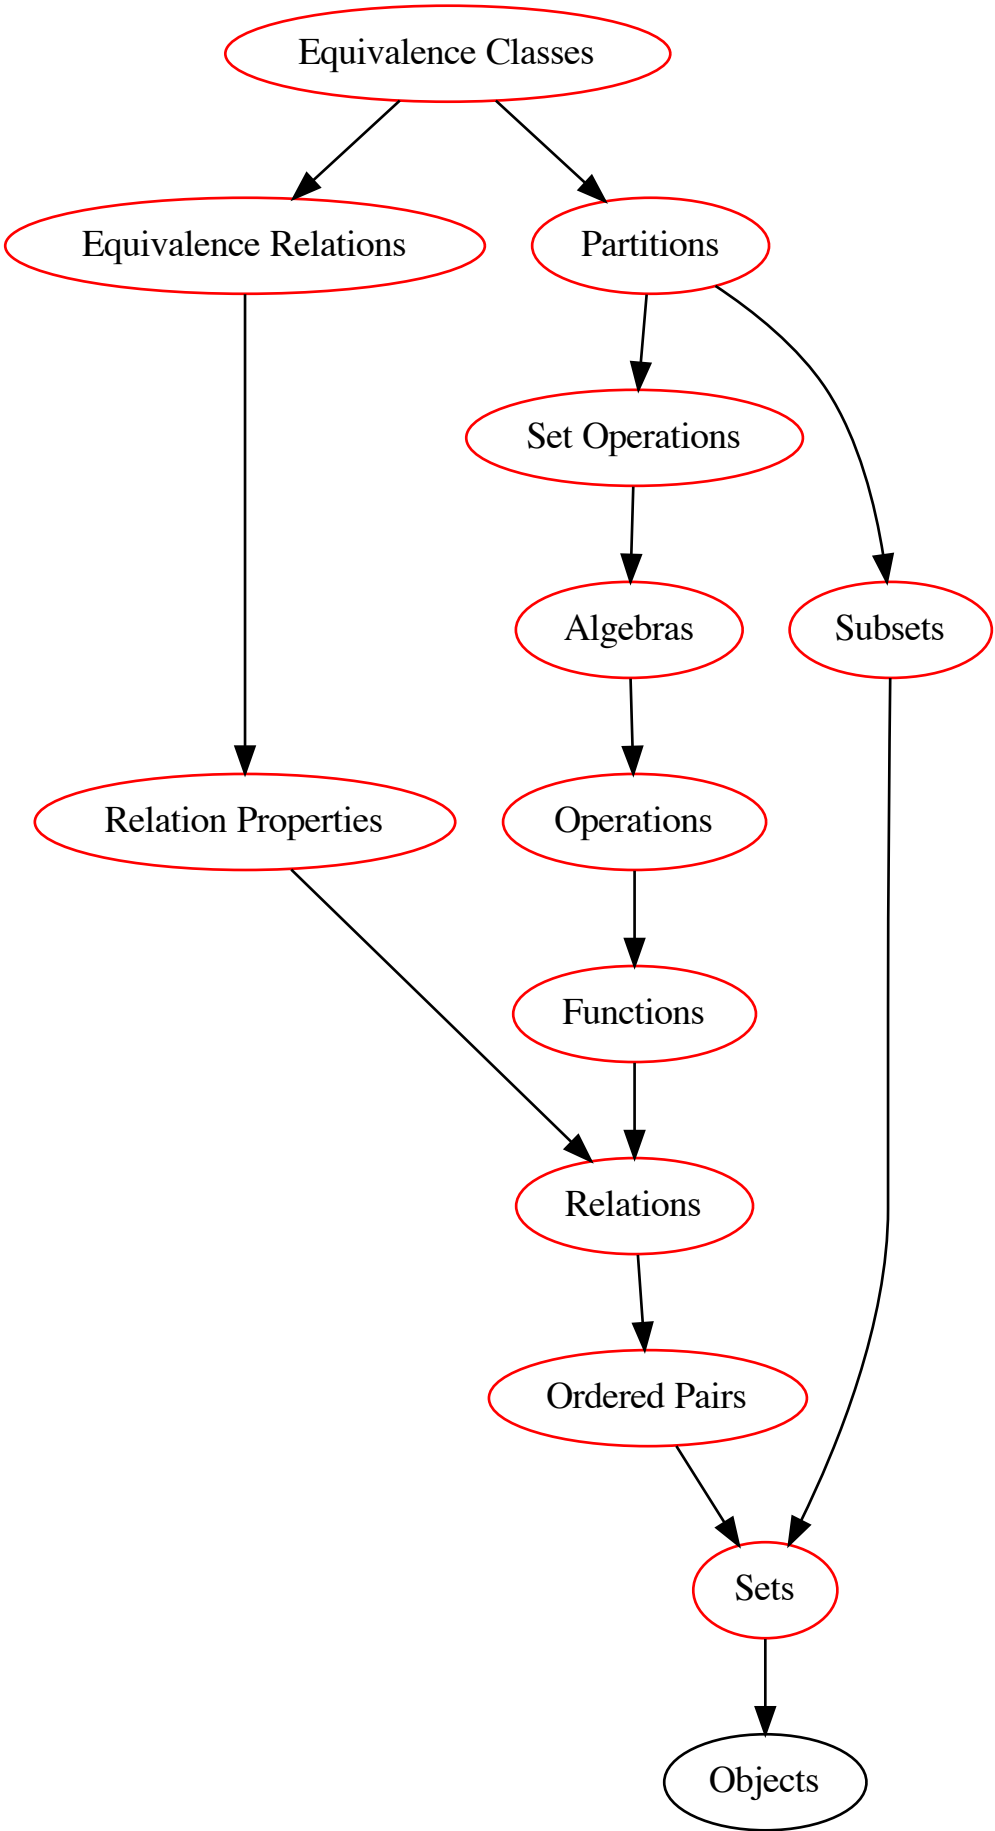 Equivalence Classes
Equivalence Relations
Partitions
Set Operations
Algebras
Subsets
Relation Properties
Operations
Functions
Relations
Ordered Pairs
Sets
Objects